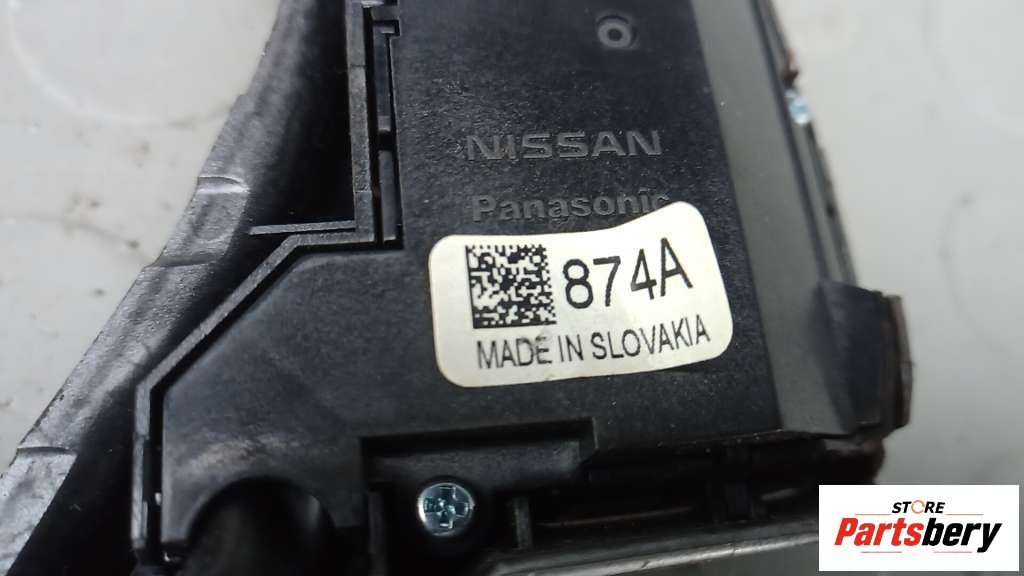 NISSAN
Panasonic
874A
MADE IN SLOVAKIA
STORE
Partsbery